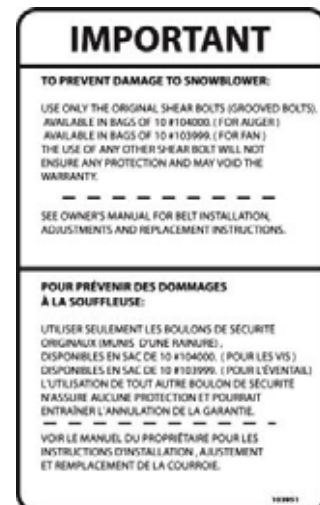 IMPORTANT
TO PREVENT DAMAGE TO SNOWBLOWER:
USE ONLY THE ORIGINAL SHEAR BOLTS (GROOVED BOLTS).
AVAILABLE IN BAGS OF 10 #104000. ( FOR AUGER )
AVAILABLE IN BAGS OF 10 #103999. ( FOR FAN )
THE USE OF ANY OTHER SHEAR BOLT WILL NOT
ENSURE ANY PROTECTION AND MAY VOID THE
WARRANTY.
SEE OWNER'S MANUAL FOR BELT INSTALLATION,
ADJUSTMENTS AND REPLACEMENT INSTRUCTIONS.
POUR PRÉVENIR DES DOMMAGES
À LA SOUFFLEUSE:
UTILISER SEULEMENT LES BOULONS DE SÉCURITÉ
ORIGINAUX (MUNIS D'UNE RAINURE) .
DISPONIBLES EN SAC DE 10 #104000. ( POUR LES VIS )
DISPONIBLES EN SAC DE 10 #103999. ( POUR L'ÉVENTAIL)
L'UTILISATION DE TOUT AUTRE BOULON DE SÉCURITÉ
N'ASSURE AUCUNE PROTECTION ET POURRAIT
ENTRAÎNER L'ANNULATION DE LA GARANTIE.
VOIR LE MANUEL DU PROPRIÉTAIRE POUR LES
INSTRUCTIONS D'INSTALLATION , AJUSTEMENT
ET REMPLACEMENT DE LA COURROIE.